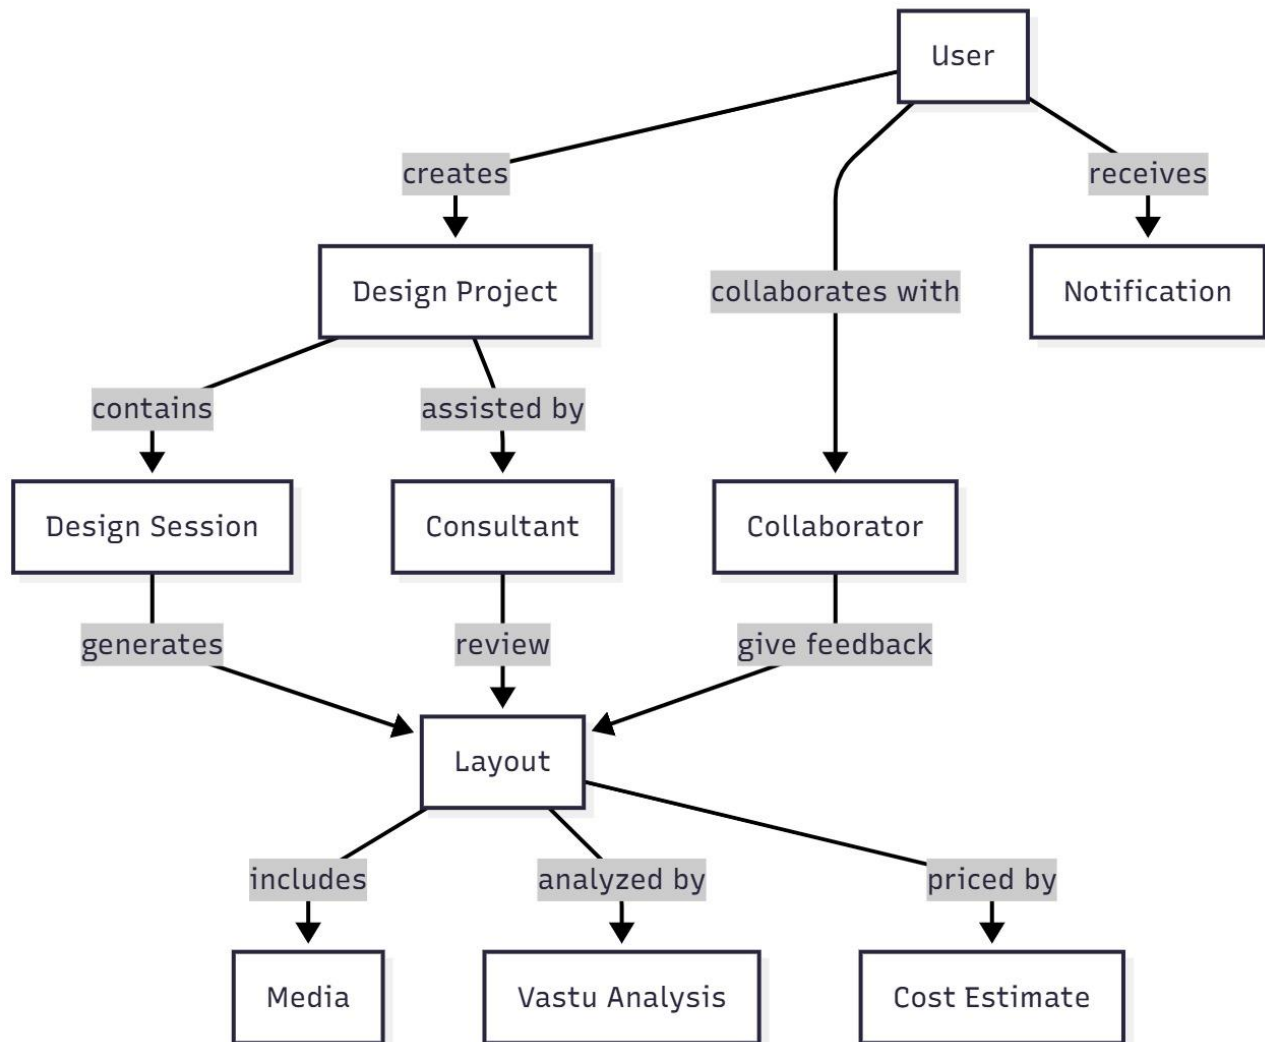 User
creates
receives
Design Project
collaborates with
Notification
contains
assisted by
Design Session
Consultant
Collaborator
generates
review
give feedback
Layout
includes
analyzed by
priced by
Media
Vastu Analysis
Cost Estimate